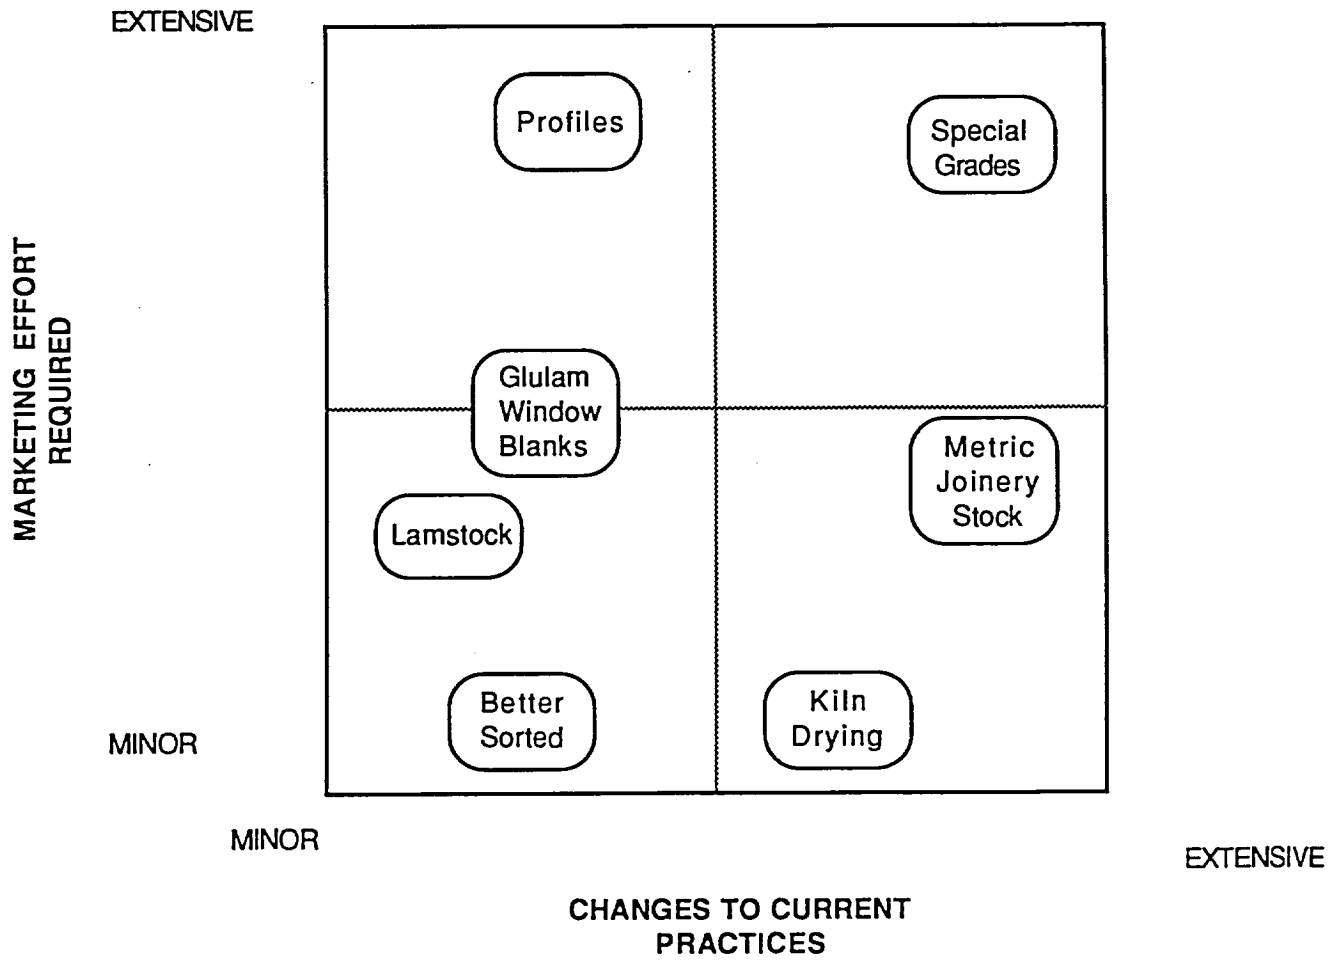 EXTENSIVE
Profiles
Special
Grades
MARKETING EFFORT
REQUIRED
Glulam
Window
Blanks
Metric
Joinery
Stock
Lamstock
Better
Sorted
Kiln
Drying
MINOR
MINOR
EXTENSIVE
CHANGES TO CURRENT
PRACTICES